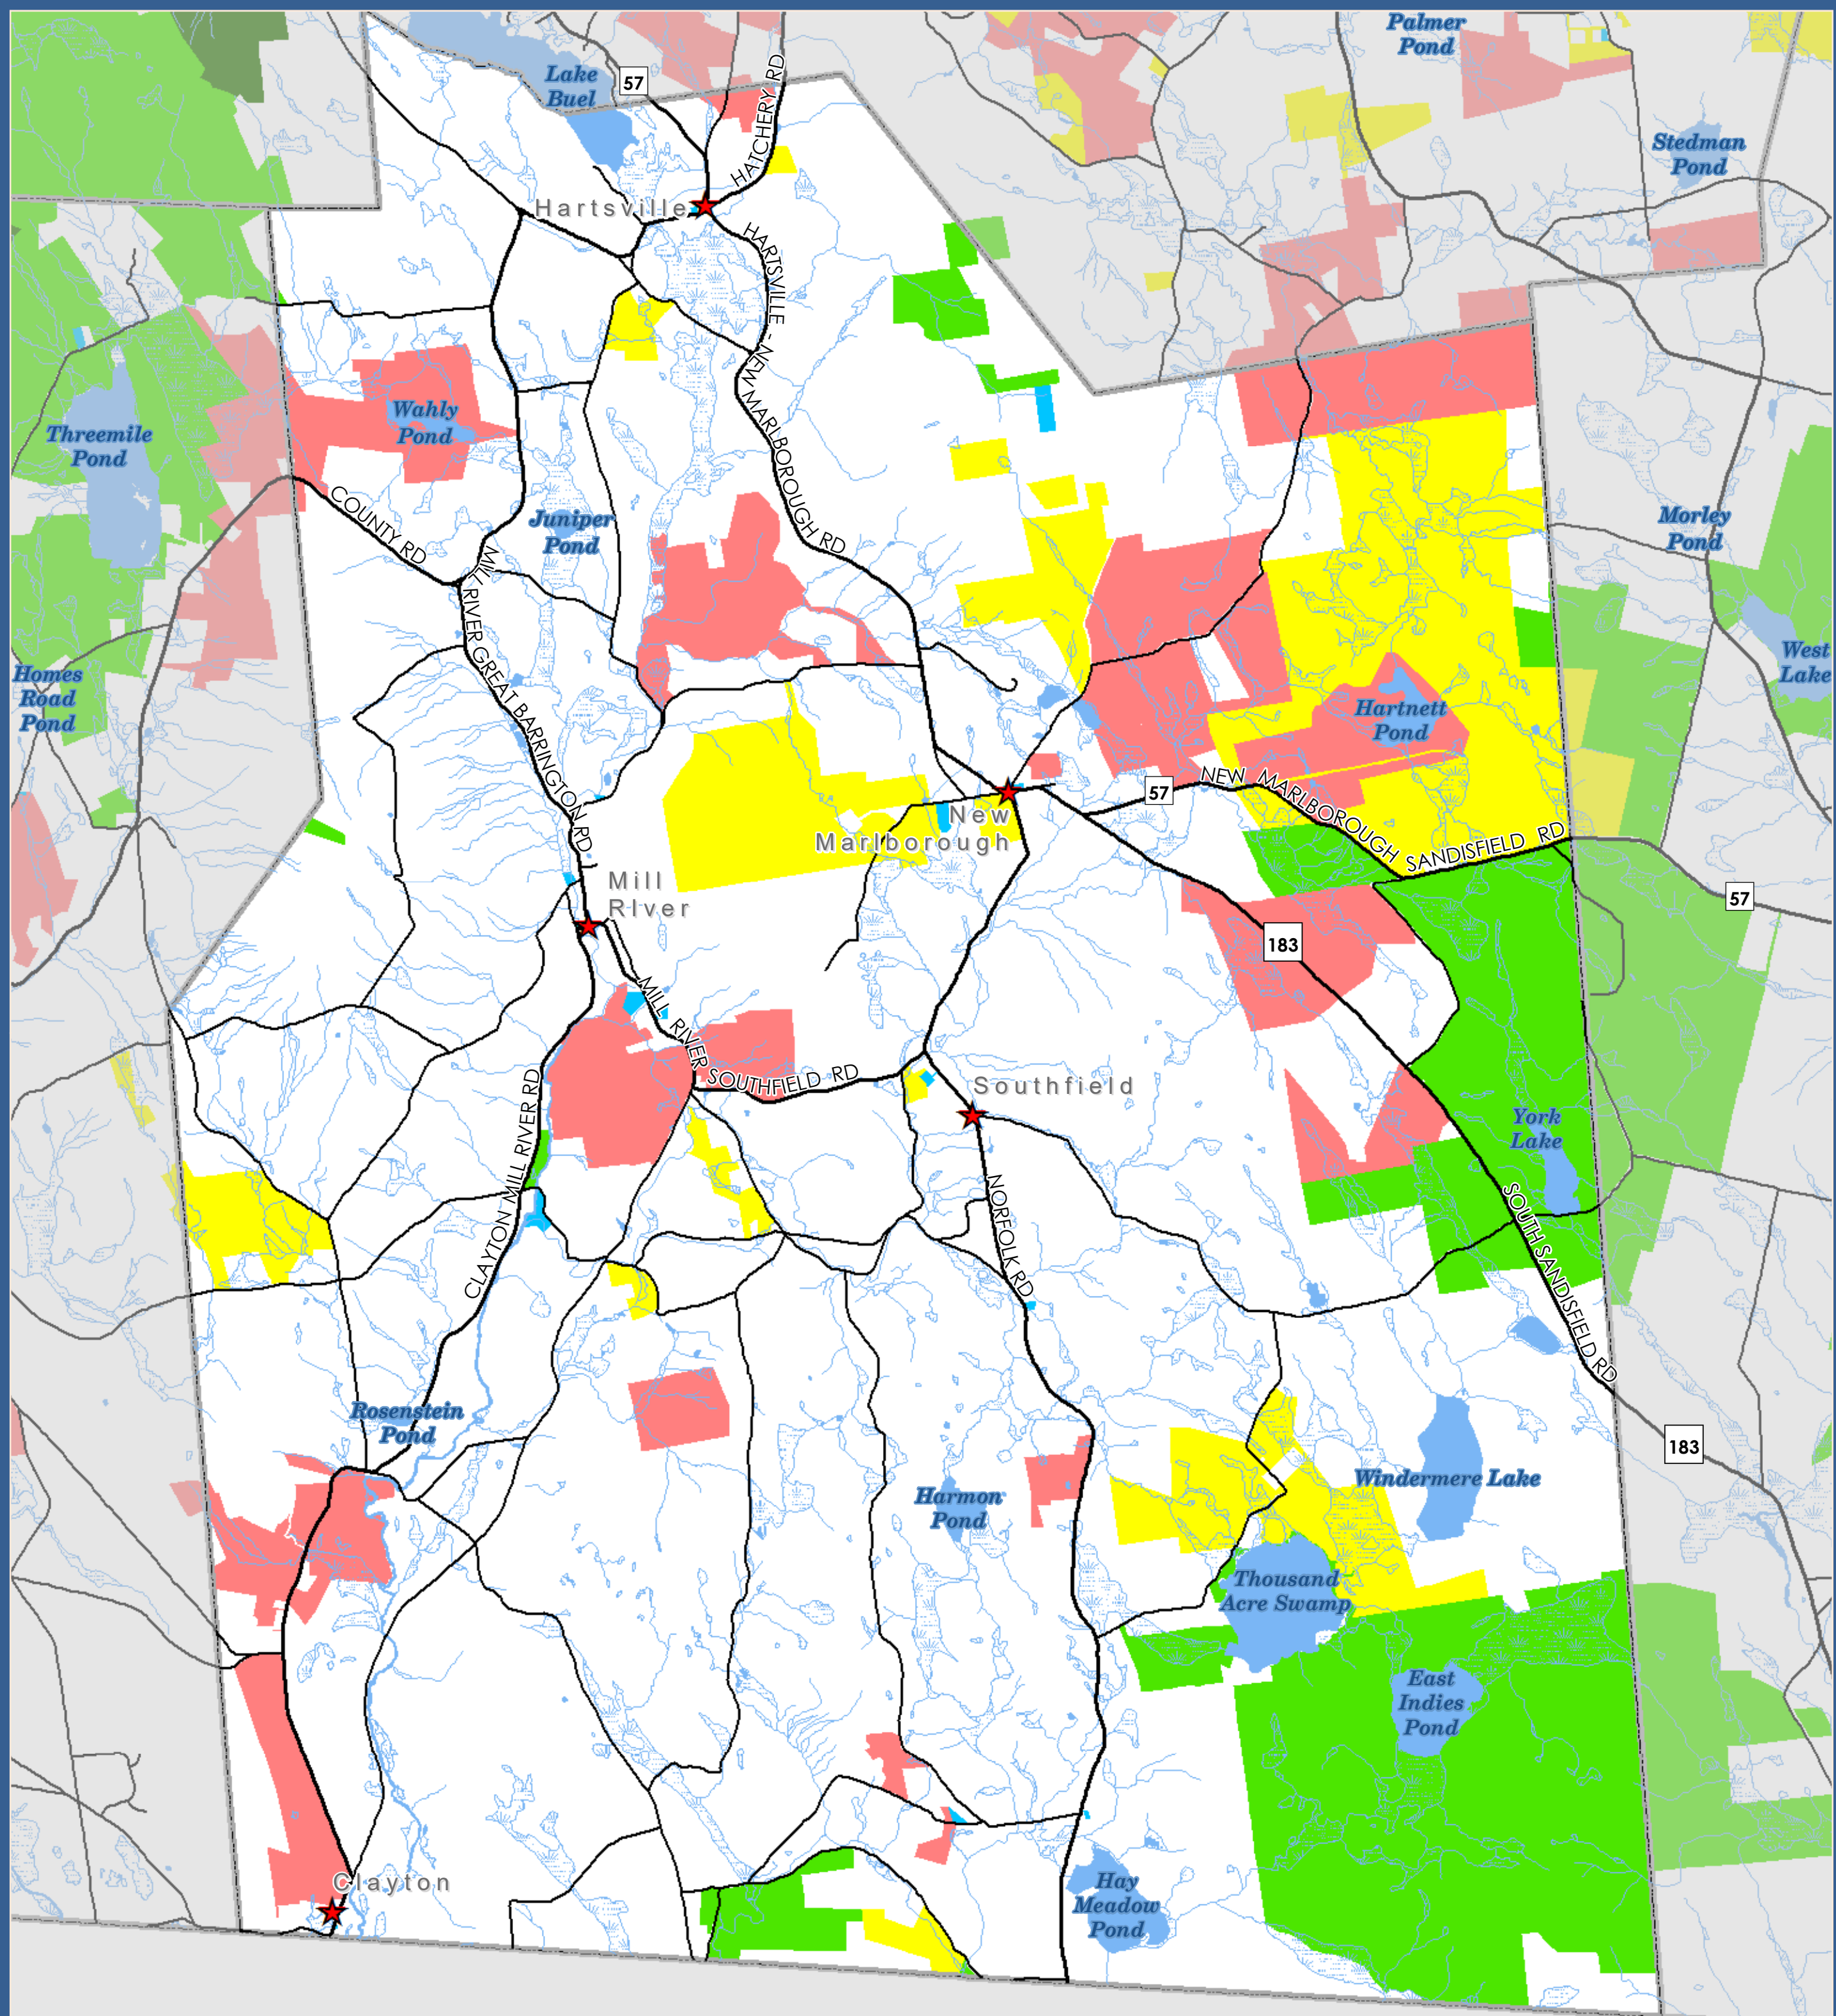 Palmer
Pond
Lake
Buel
57
HATCHERY RD
Stedman
Pond
Hartsville
HARTSVILLE - NEW MARLBOROUGH RD
Wahly
Pond
Threemile
Pond
COUNTY RD
Juniper
Pond
Morley
Pond
MILL RIVER GREAT BARRINGTON RD
Homes
Road
Pond
West
Lake
Hartnett
Pond
New
Marlborough
57
NEW MARLBOROUGH SANDISFIELD RD
Mill
RIver
57
183
MILL RIVER SOUTHFIELD RD
Southfield
York
Lake
CLAYTON MILL RIVER RD
NORFOLK RD
SOUTH SANDISFIELD RD
Rosenstein
Pond
183
Windermere Lake
Harmon
Pond
Thousand
Acre Swamp
East
Indies
Pond
Clayton
Hay
Meadow
Pond